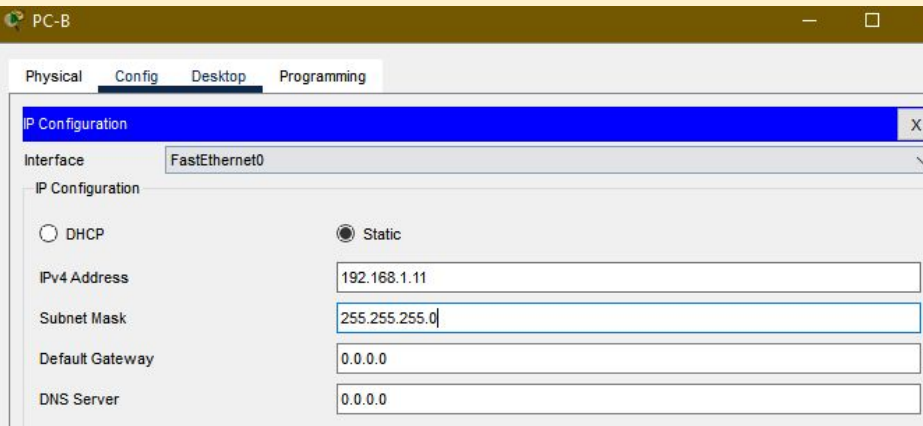 PC-B
Physical Config Desktop Programming
IP Configuration X
Interface FastEthernet0
IP Configuration
DHCP Static
IPv4 Address 192.168.1.11
Subnet Mask 255.255.255.0
Default Gateway 0.0.0.0
DNS Server 0.0.0.0